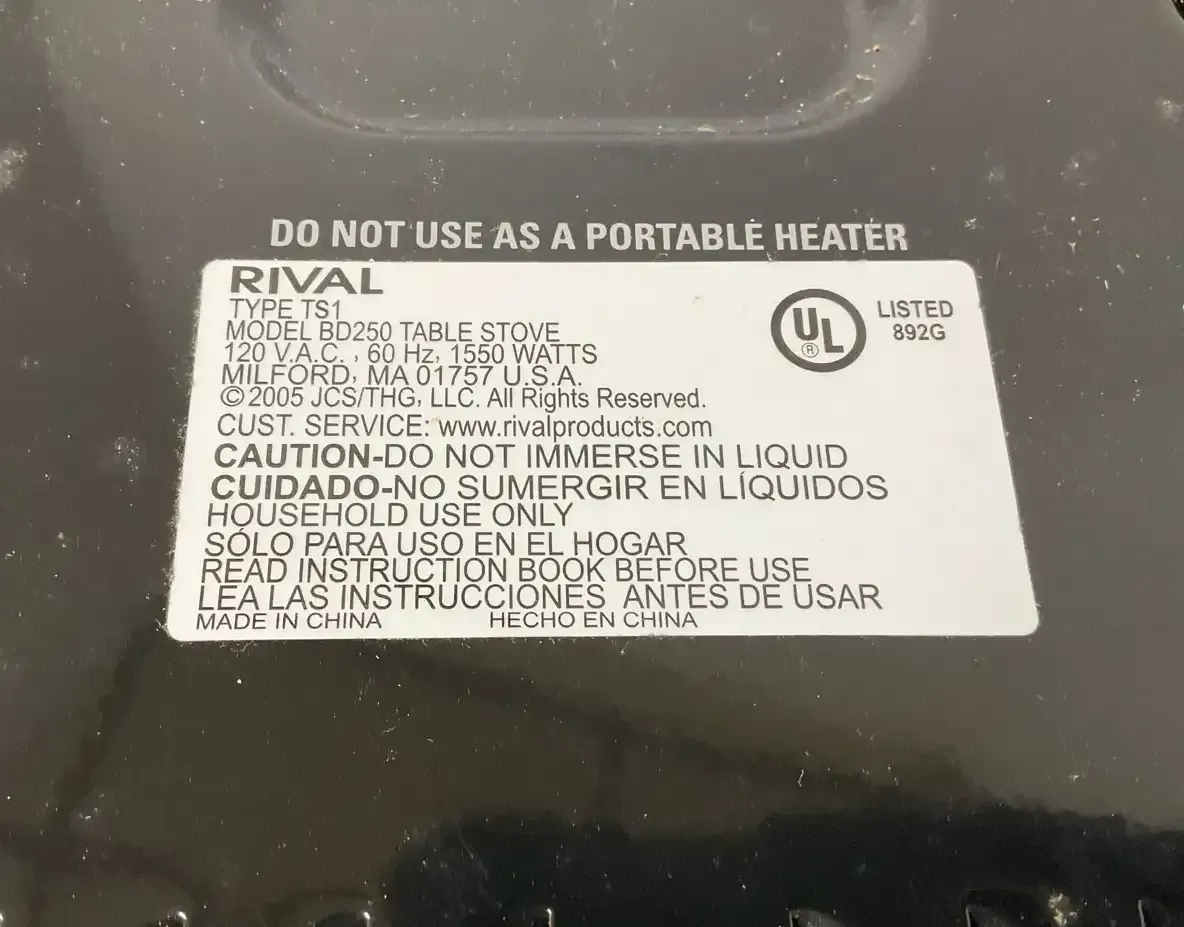 DO NOT USE AS A PORTABLE HEATER
RIVAL
TYPE TS1
MODEL BD250 TABLE STOVE
120 V.A.C. , 60 Hz, 1550 WATTS
MILFORD, MA 01757 U.S.A.
©2005 JCS/THG, LLC. All Rights Reserved.
CUST. SERVICE: www.rivalproducts.com
CAUTION-DO NOT IMMERSE IN LIQUID
CUIDADO-NO SUMERGIR EN LÍQUIDOS
HOUSEHOLD USE ONLY
SÓLO PARA USO EN EL HOGAR
READ INSTRUCTION BOOK BEFORE USE
LEA LAS INSTRUCCIONES ANTES DE USAR
MADE IN CHINA HECHO EN CHINA
UL ®
LISTED
892G